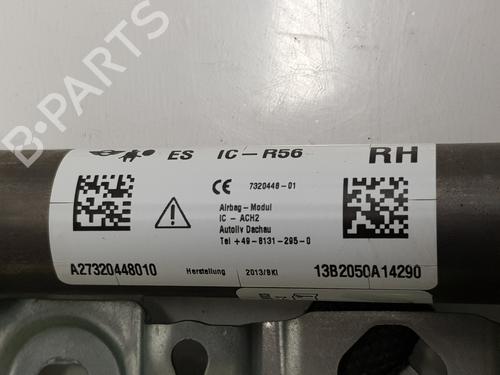 ES IC-R56 RH
CE 7320448-01
Airbag-Modul
IC - ACH2
Autoliv Dachau
Tel +49-8131-295-0
A27320448010 Herstellung 2013/BKI 13B2050A14290
B-PARTS